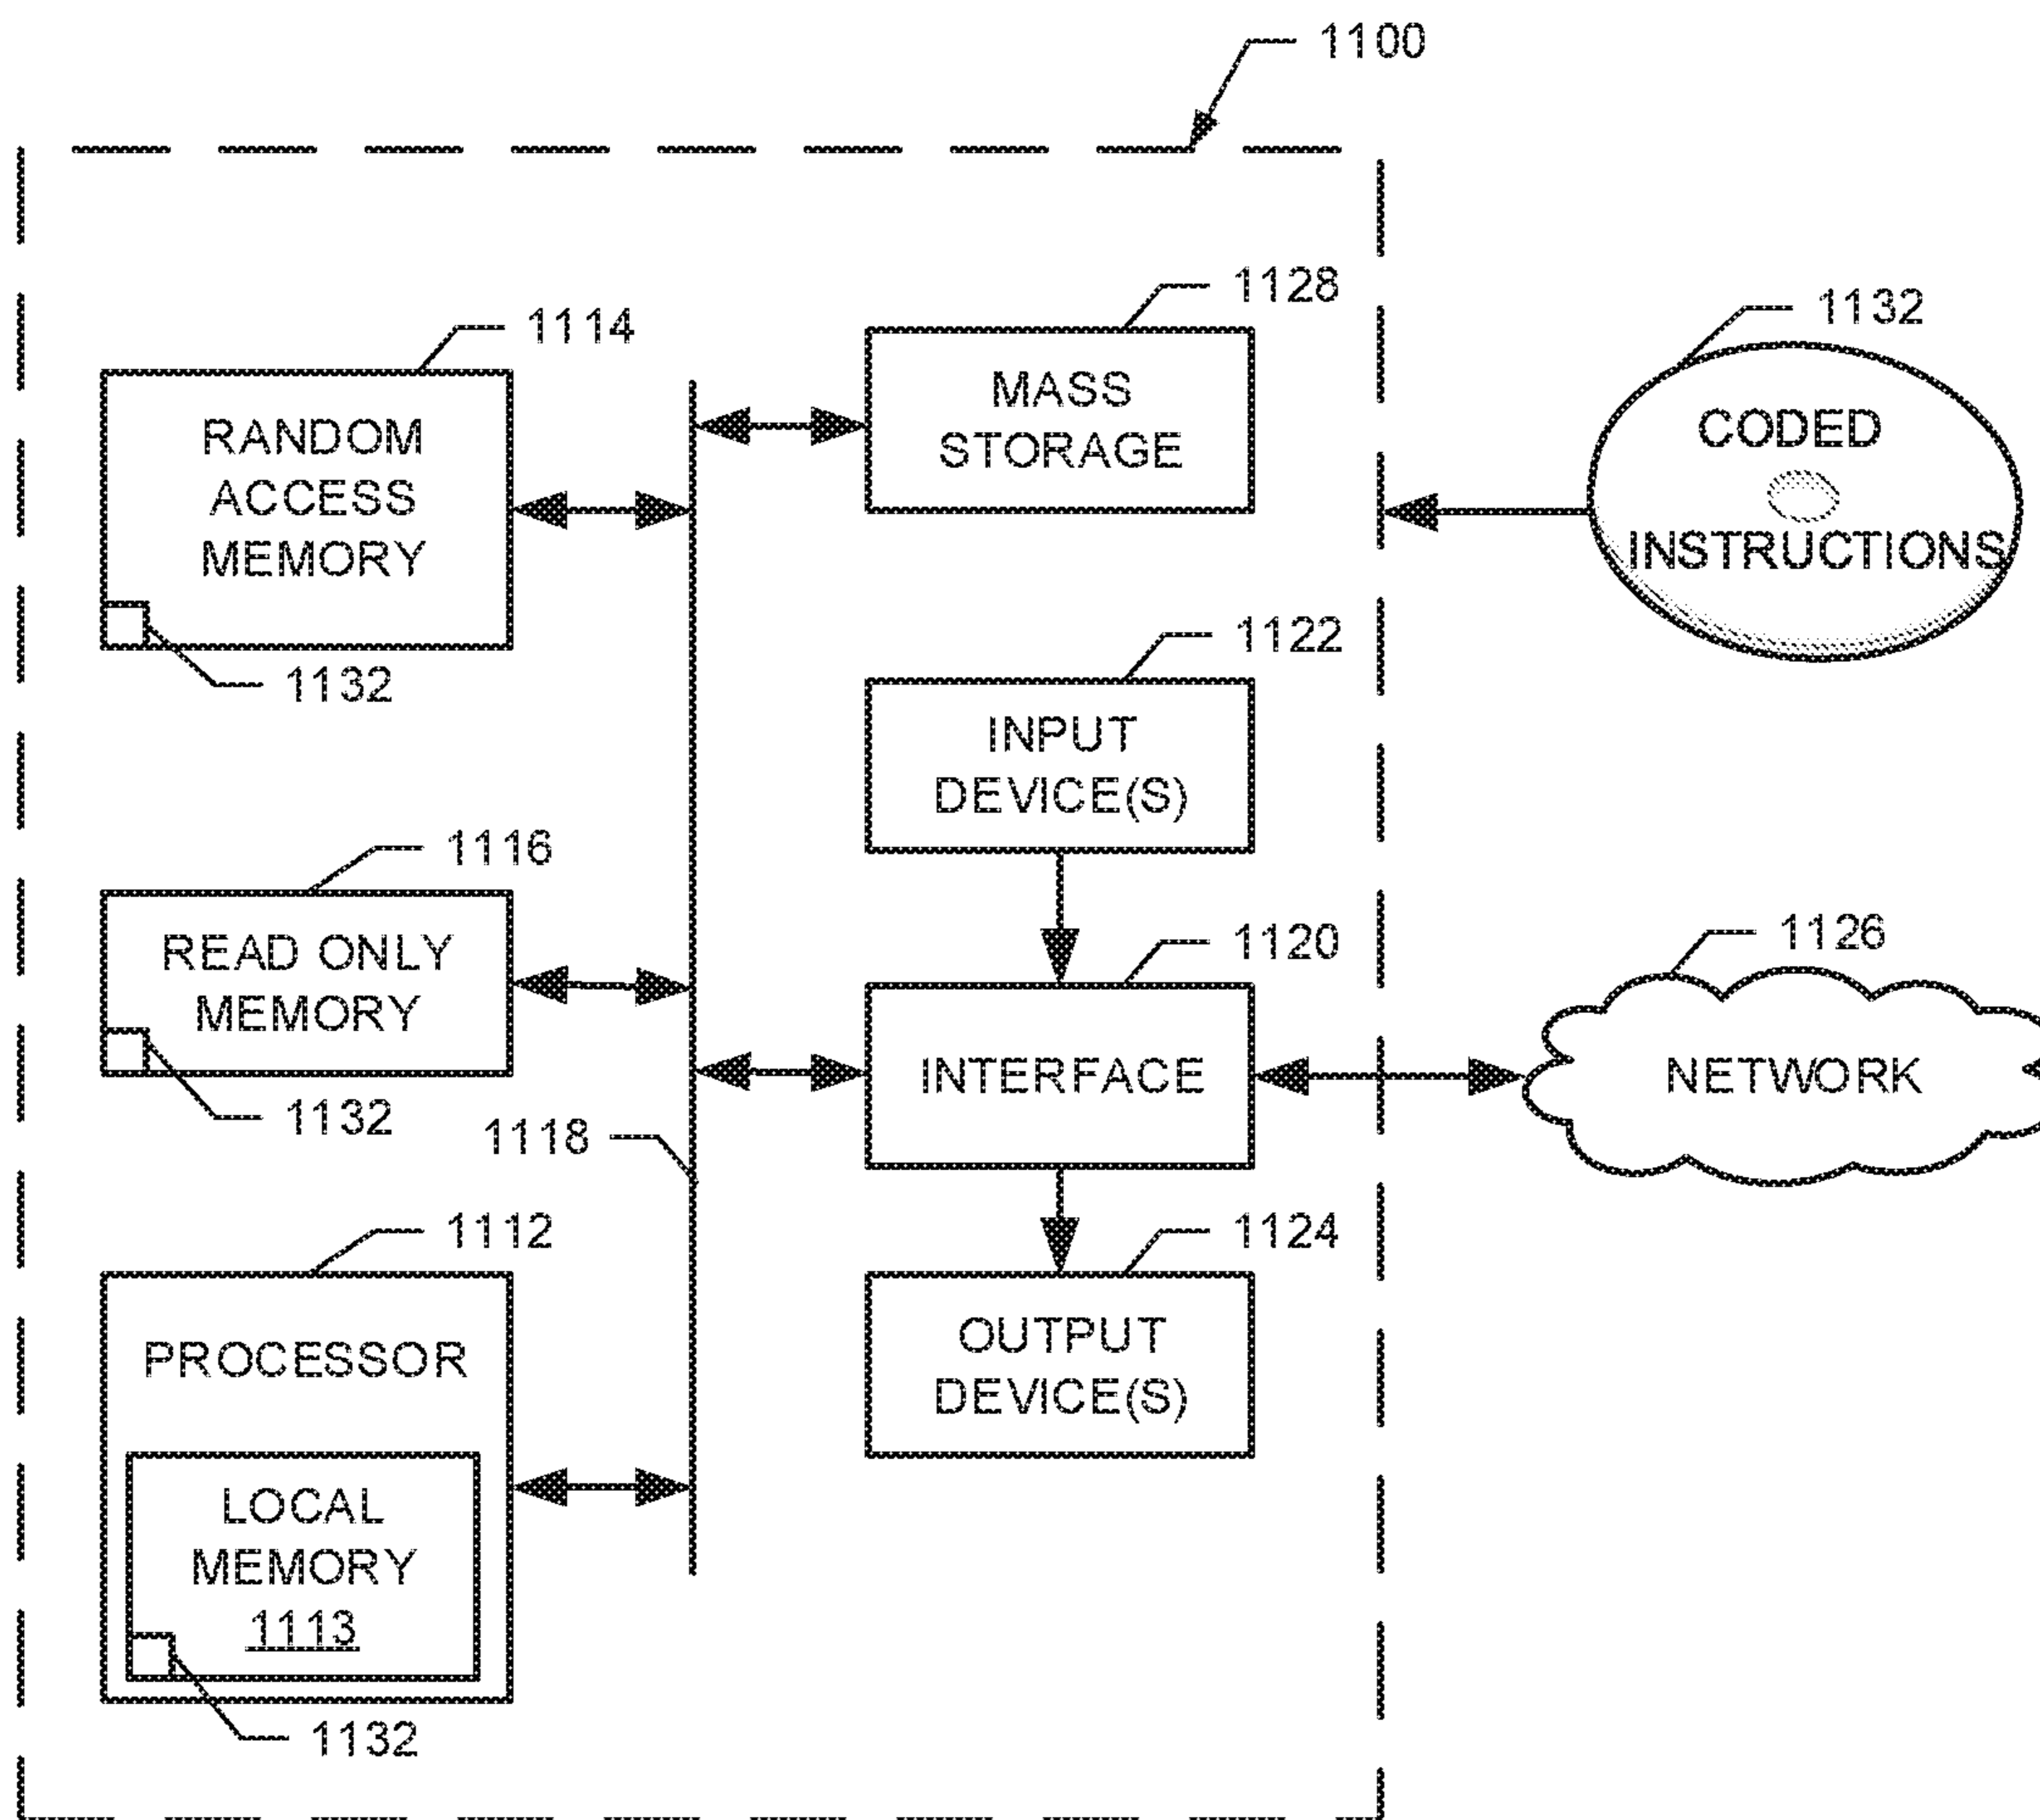 1100
1128
1132
1114
MASS
STORAGE
CODED
INSTRUCTIONS
RANDOM
ACCESS
MEMORY
1132
1122
INPUT
DEVICE(S)
1116
READ ONLY
MEMORY
1132
1120
1126
INTERFACE
NETWORK
1118
1112
1124
PROCESSOR
OUTPUT
DEVICE(S)
LOCAL
MEMORY
1113
1132